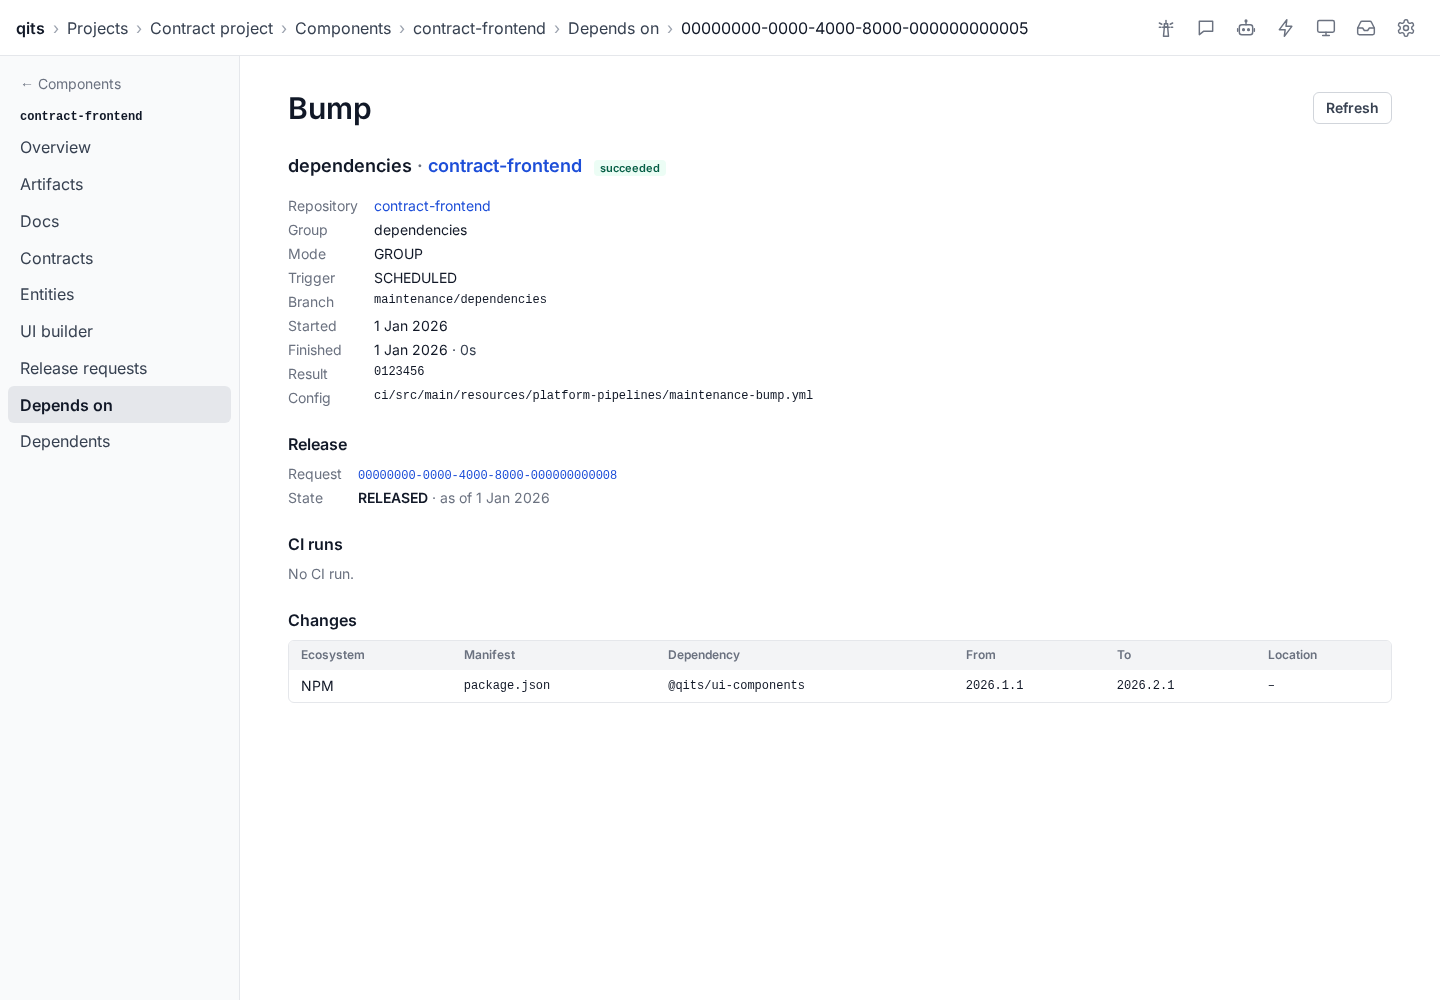 qits › Projects › Contract project › Components › contract-frontend › Depends on › 00000000-0000-4000-8000-000000000005
← Components
contract-frontend
Overview
Artifacts
Docs
Contracts
Entities
UI builder
Release requests
Depends on
Dependents
Bump
Refresh
dependencies · contract-frontend succeeded
Repository contract-frontend
Group dependencies
Mode GROUP
Trigger SCHEDULED
Branch maintenance/dependencies
Started 1 Jan 2026
Finished 1 Jan 2026 · 0s
Result 0123456
Config ci/src/main/resources/platform-pipelines/maintenance-bump.yml
Release
Request 00000000-0000-4000-8000-000000000008
State RELEASED · as of 1 Jan 2026
CI runs
No CI run.
Changes
Ecosystem Manifest Dependency From To Location
NPM package.json @qits/ui-components 2026.1.1 2026.2.1 –